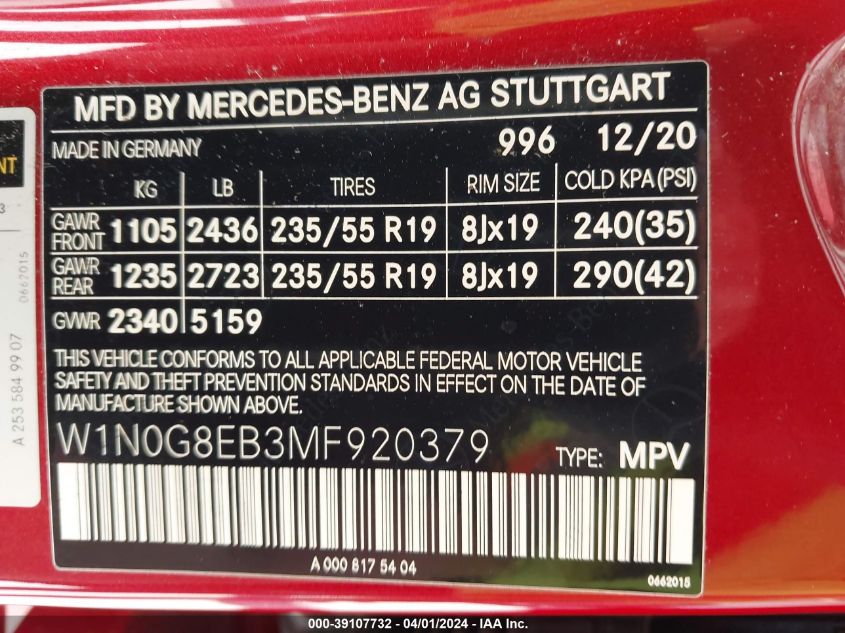 MFD BY MERCEDES-BENZ AG STUTTGART
MADE IN GERMANY 996 12/20
KG LB TIRES RIM SIZE COLD KPA (PSI)
GAWR FRONT 1105 2436 235/55 R19 8Jx19 240(35)
GAWR REAR 1235 2723 235/55 R19 8Jx19 290(42)
GVWR 2340 5159
THIS VEHICLE CONFORMS TO ALL APPLICABLE FEDERAL MOTOR VEHICLE
SAFETY AND THEFT PREVENTION STANDARDS IN EFFECT ON THE DATE OF
MANUFACTURE SHOWN ABOVE.
W1N0G8EB3MF920379 TYPE: MPV
A 000 817 54 04
0662015
A 253 584 99 07 0662015
000-39107732 - 04/01/2024 - IAA Inc.